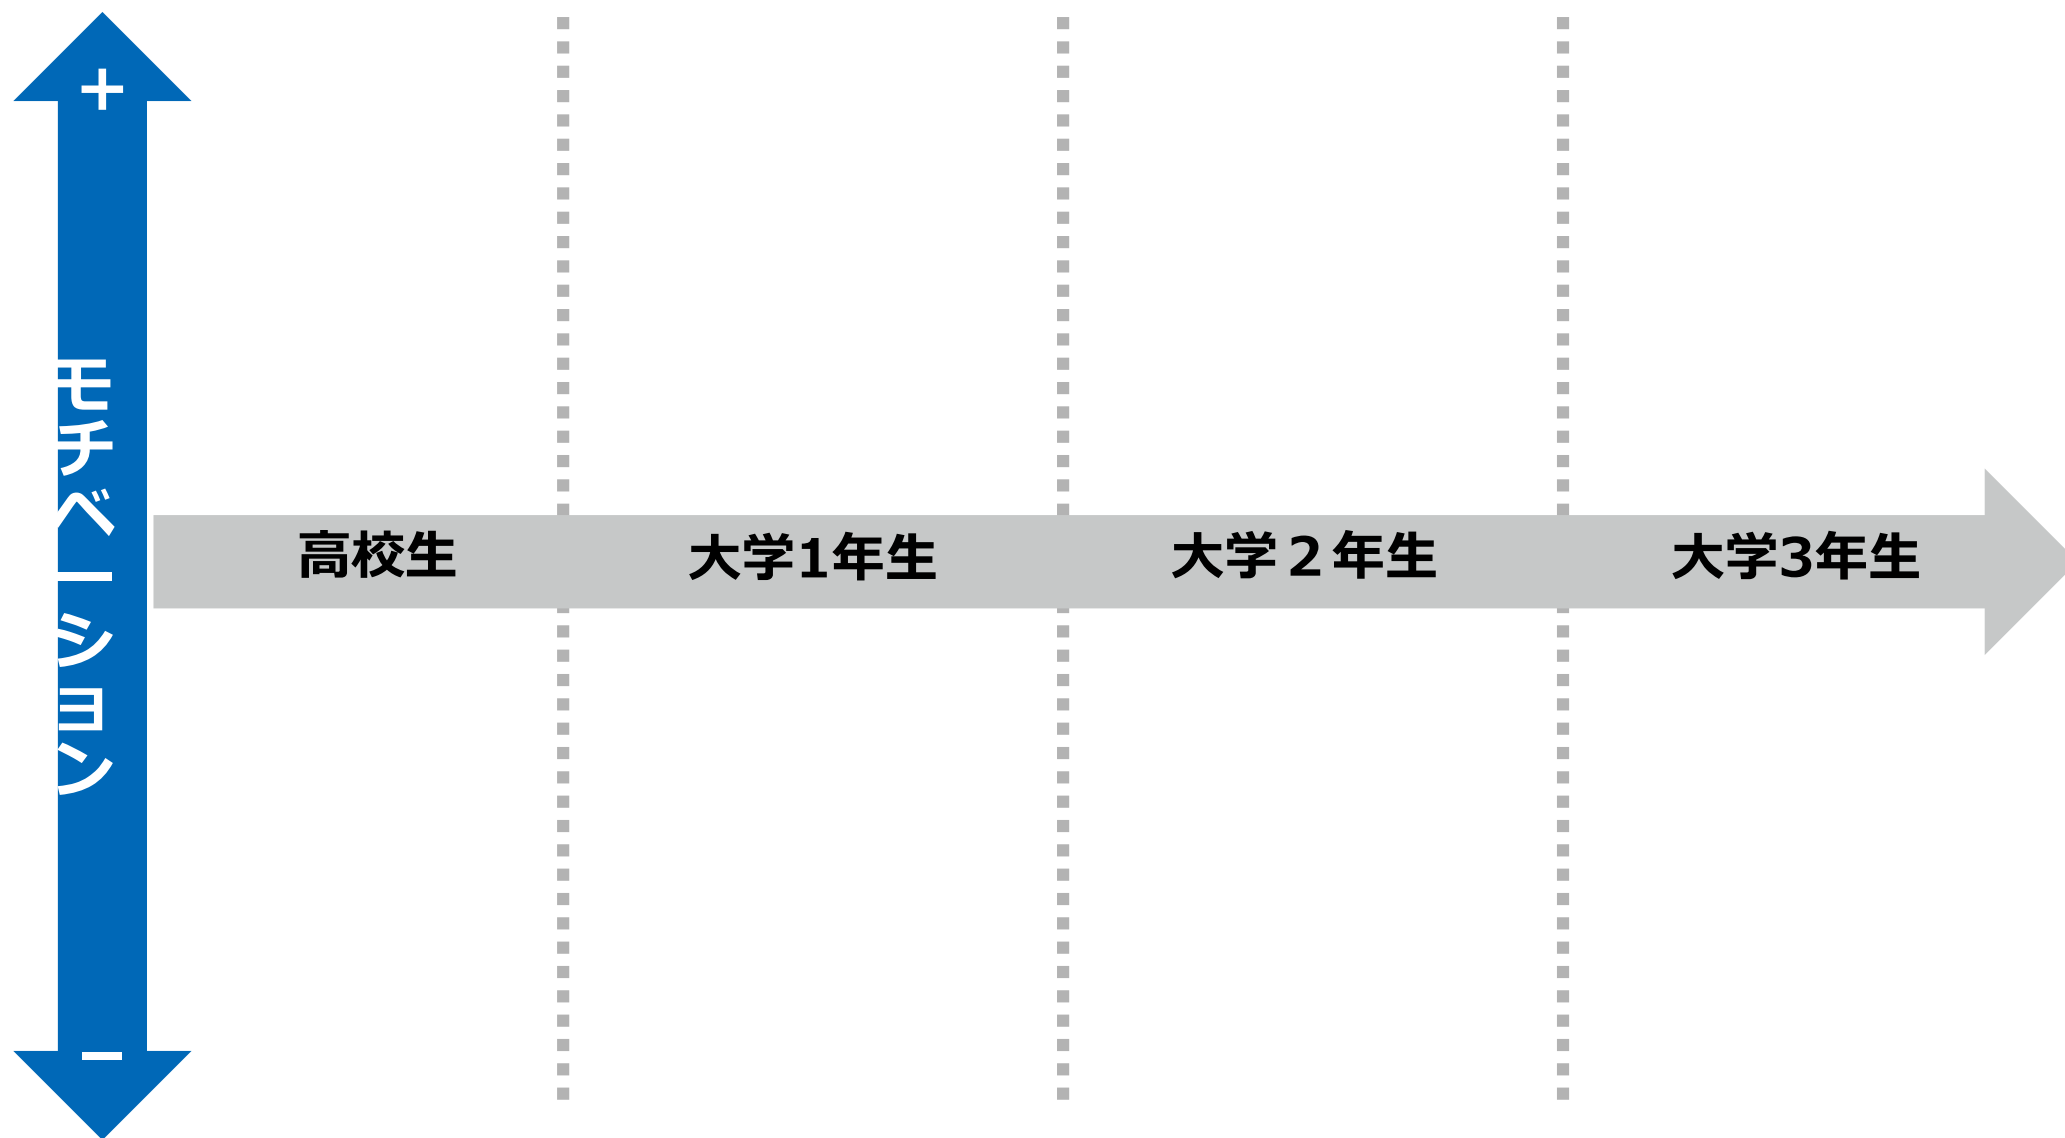 +
モチベーション
高校生
大学1年生
大学２年生
大学3年生
−